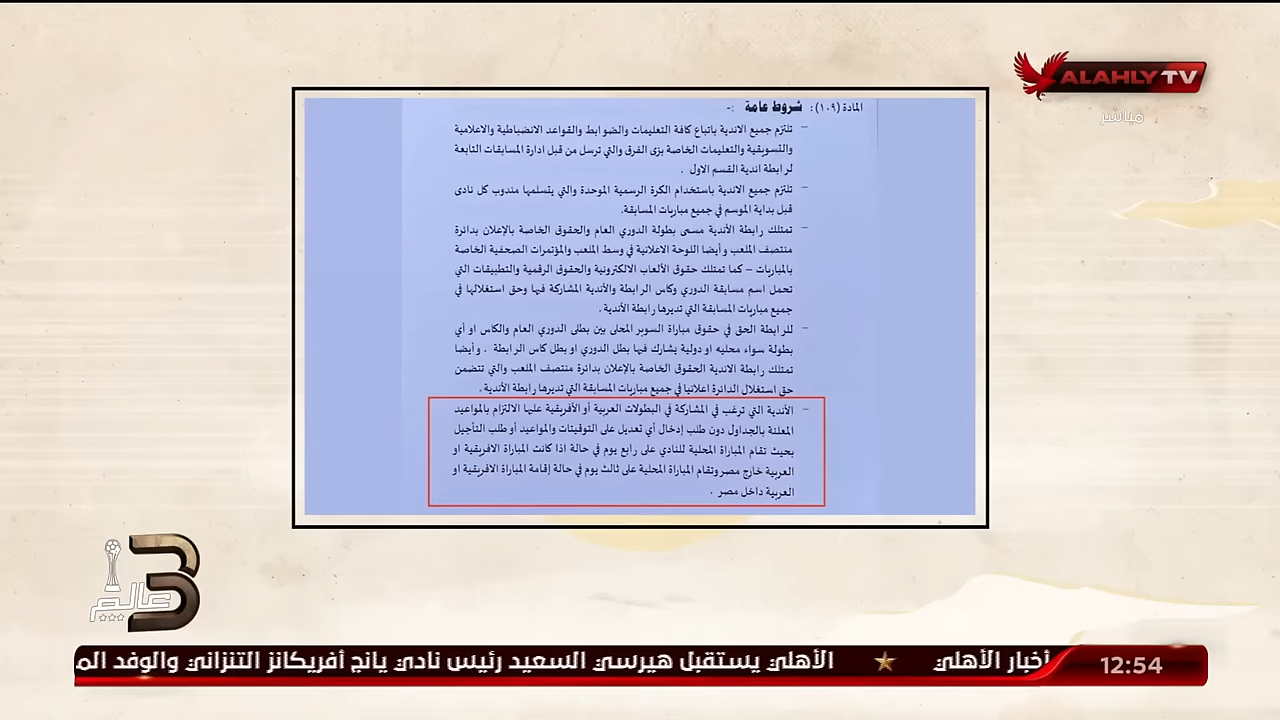 ALAHLY TV
مباشر
المادة (١٠٩): شروط عامة :-
– تلتزم جميع الاندية باتباع كافة التعليمات والضوابط والقواعد الانضباطية والاعلامية
والتسويقية والتعليمات الخاصة بزى الفرق والتي ترسل من قبل ادارة المسابقات التابعة
لرابطة اندية القسم الاول .
– تلتزم جميع الاندية باستخدام الكرة الرسمية الموحدة والتي يتسلمها مندوب كل نادى
قبل بداية الموسم في جميع مباريات المسابقة.
– تمتلك رابطة الأندية مسمى بطولة الدوري العام والحقوق الخاصة بالإعلان بدائرة
منتصف الملعب وأيضا اللوحة الاعلانية في وسط الملعب والمؤتمرات الصحفية الخاصة
بالمباريات – كما تمتلك حقوق الألعاب الالكترونية والحقوق الرقمية والتطبيقات التي
تحمل اسم مسابقة الدوري وكاس الرابطة والأندية المشاركة فيها وحق استغلالها في
جميع مباريات المسابقة التي تديرها رابطة الأندية.
– للرابطة الحق في حقوق مباراة السوبر المحلى بين بطلى الدوري العام والكاس او أي
بطولة سواء محليه او دولية يشارك فيها بطل الدوري او بطل كاس الرابطة . وأيضا
تمتلك رابطة الاندية الحقوق الخاصة بالإعلان بدائرة منتصف الملعب والتي تتضمن
حق استغلال الدائرة اعلانيا في جميع مباريات المسابقة التي تديرها رابطة الأندية .
– الأندية التي ترغب في المشاركة في البطولات العربية أو الأفريقية عليها الالتزام بالمواعيد
المعلنة بالجداول دون طلب إدخال أي تعديل على التوقيتات والمواعيد أو طلب التأجيل
بحيث تقام المباراة المحلية للنادي على رابع يوم في حالة اذا كانت المباراة الافريقية او
العربية خارج مصر وتقام المباراة المحلية على ثالث يوم في حالة إقامة المباراة الافريقية او
العربية داخل مصر .
3 عالم
أخبار الأهلي ★ الأهلي يستقبل هيرسي السعيد رئيس نادي يانج أفريكانز التنزاني والوفد الم
12:54